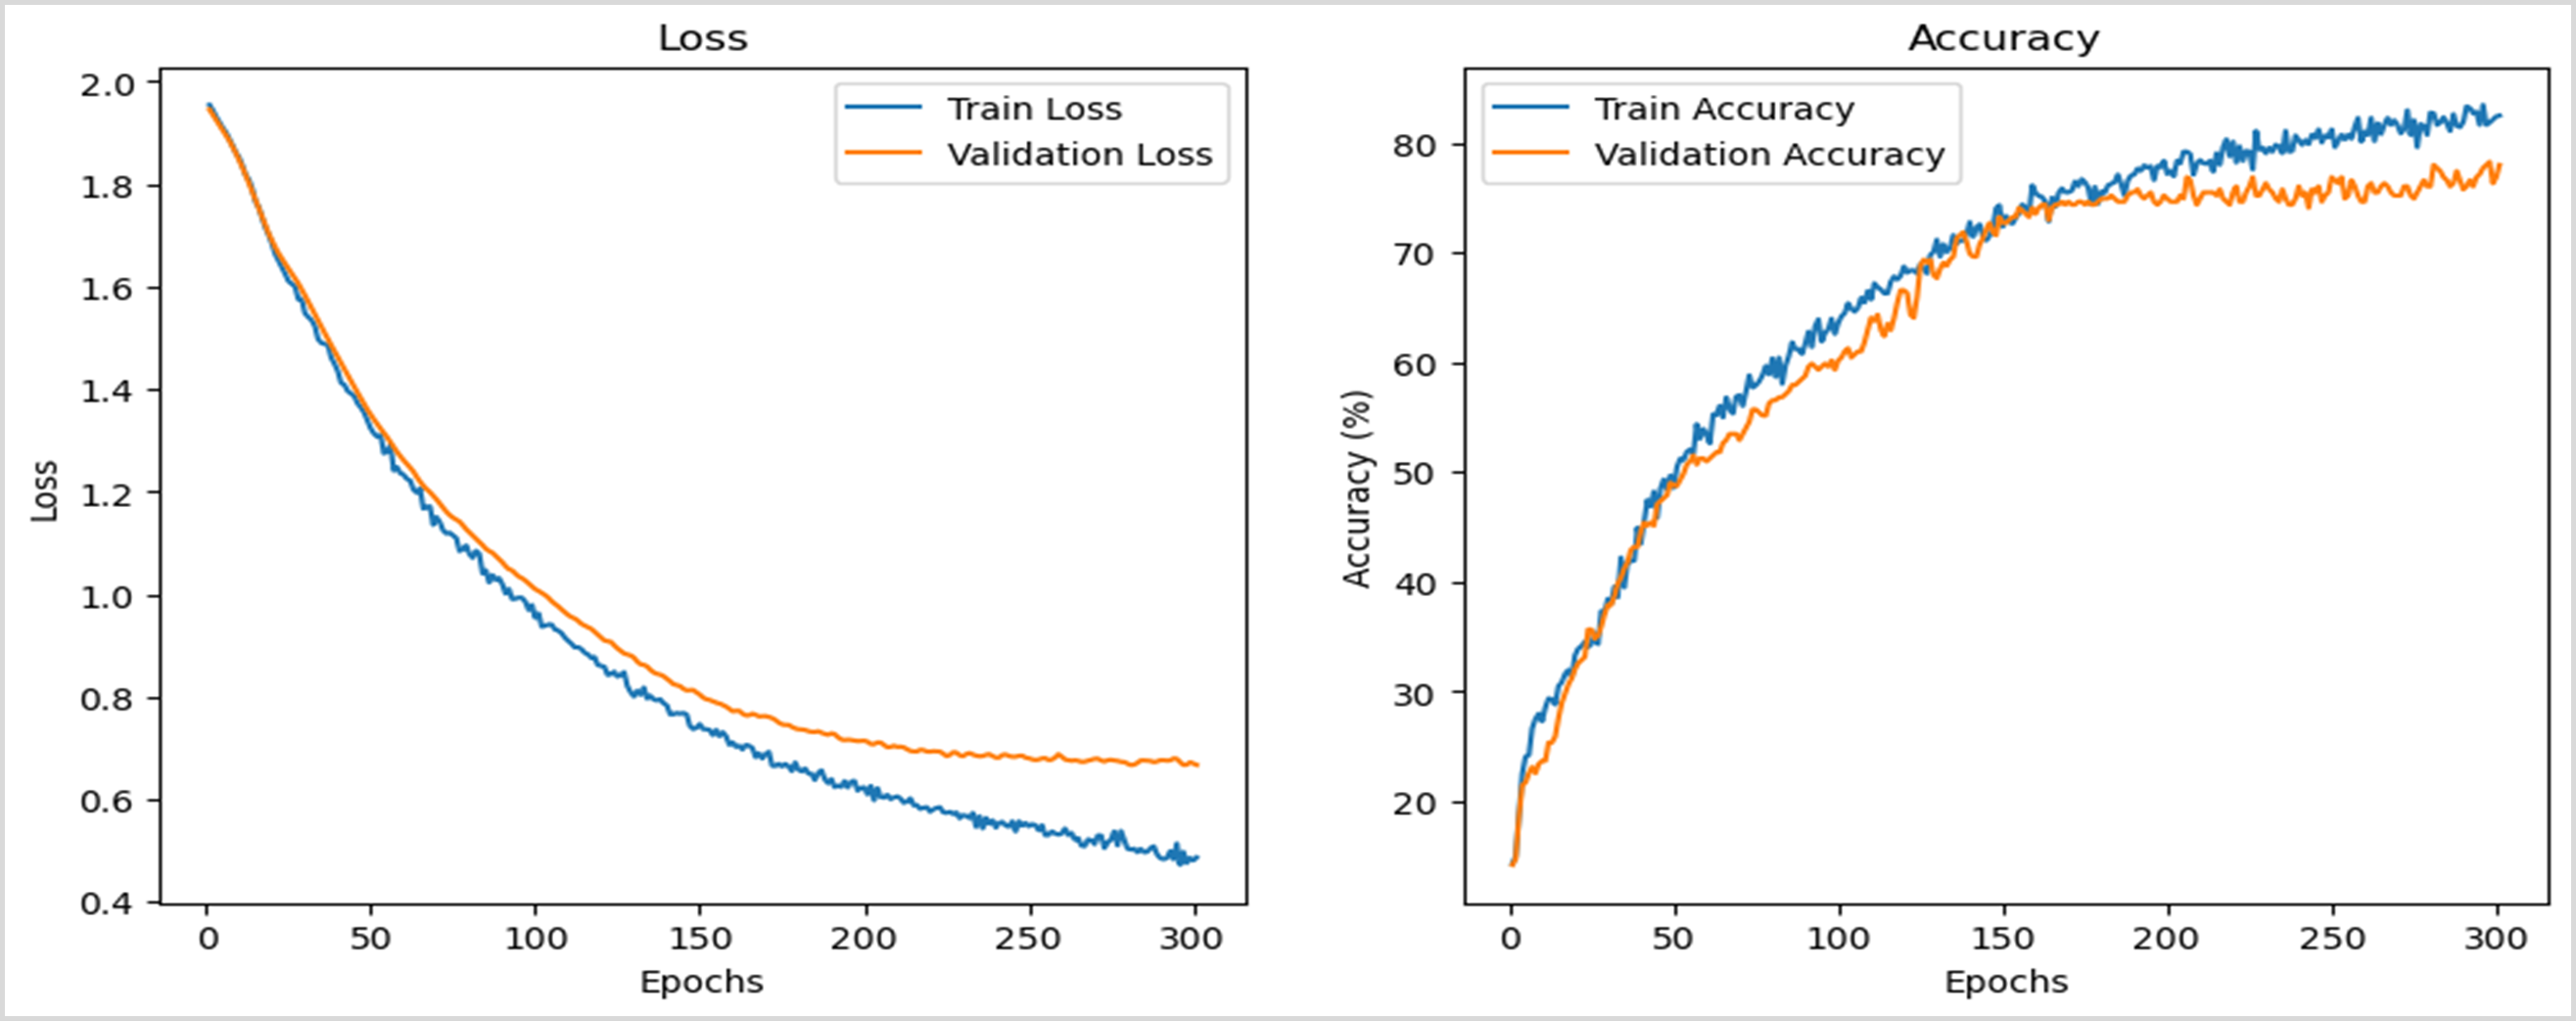 Loss
Train Loss
Validation Loss
2.0
1.8
1.6
1.4
1.2
1.0
0.8
0.6
0.4
Loss
0 50 100 150 200 250 300
Epochs
Accuracy
Train Accuracy
Validation Accuracy
80
70
60
50
40
30
20
Accuracy (%)
0 50 100 150 200 250 300
Epochs